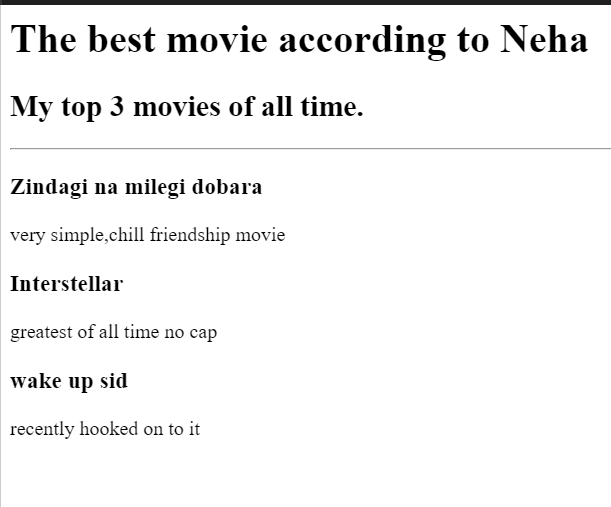 The best movie according to Neha
My top 3 movies of all time.
Zindagi na milegi dobara
very simple,chill friendship movie
Interstellar
greatest of all time no cap
wake up sid
recently hooked on to it